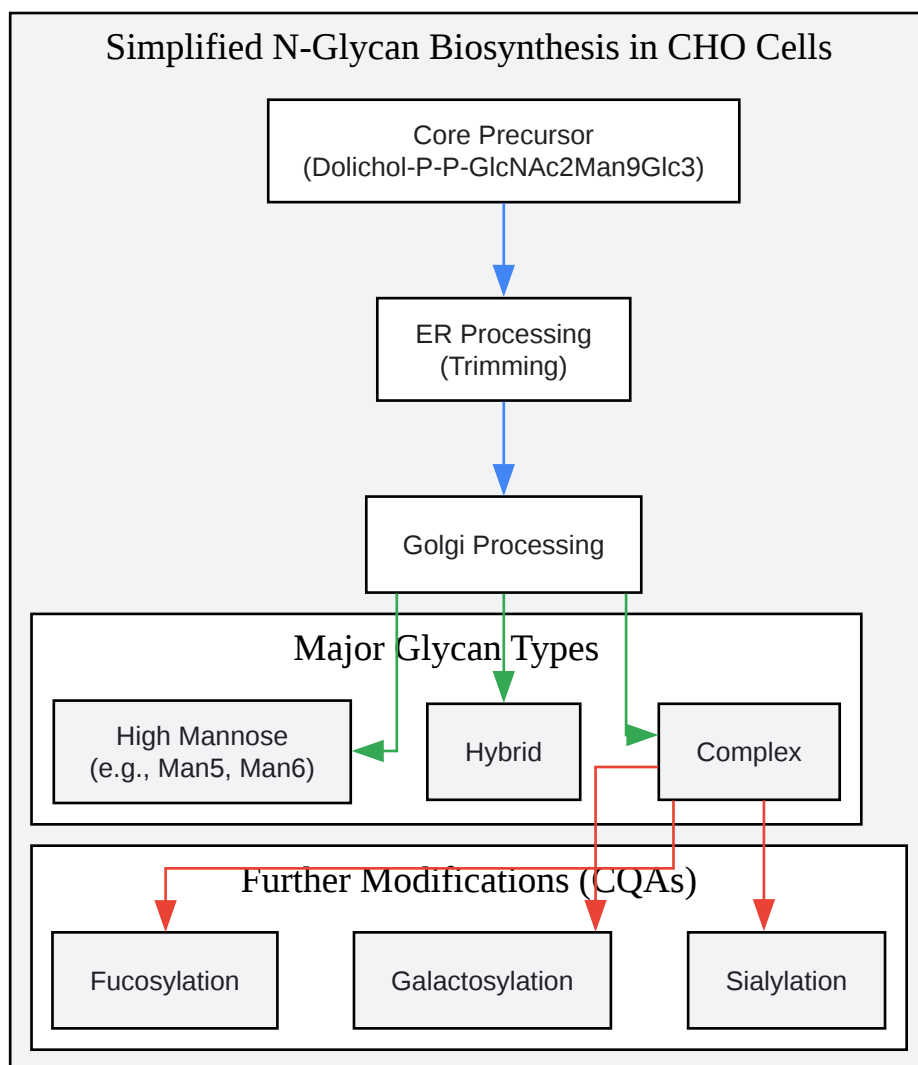 Simplified N-Glycan Biosynthesis in CHO Cells
Core Precursor
(Dolichol-P-P-GlcNAc2Man9Glc3)
ER Processing
(Trimming)
Golgi Processing
Major Glycan Types
High Mannose
(e.g., Man5, Man6)
Hybrid
Complex
Further Modifications (CQAs)
Fucosylation
Galactosylation
Sialylation